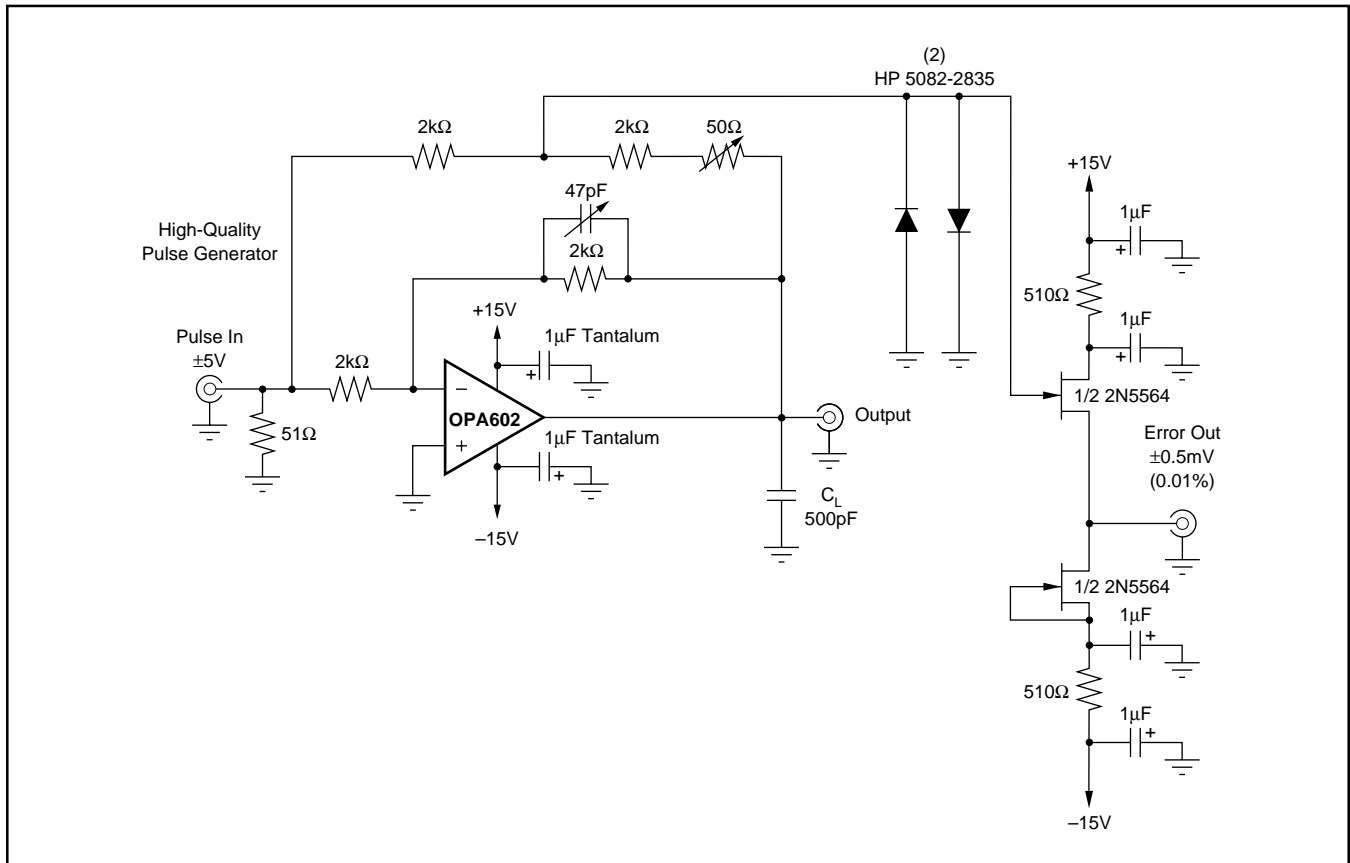 (2)
HP 5082-2835
2kΩ
2kΩ
50Ω
+15V
47pF
1µF
+
High-Quality
Pulse Generator
2kΩ
510Ω
+15V
1µF
+
Pulse In
±5V
1µF Tantalum
+
2kΩ
–
1/2 2N5564
OPA602
Output
51Ω
+
1µF Tantalum
+
Error Out
±0.5mV
(0.01%)
CL
500pF
–15V
1/2 2N5564
1µF
+
510Ω
1µF
+
–15V